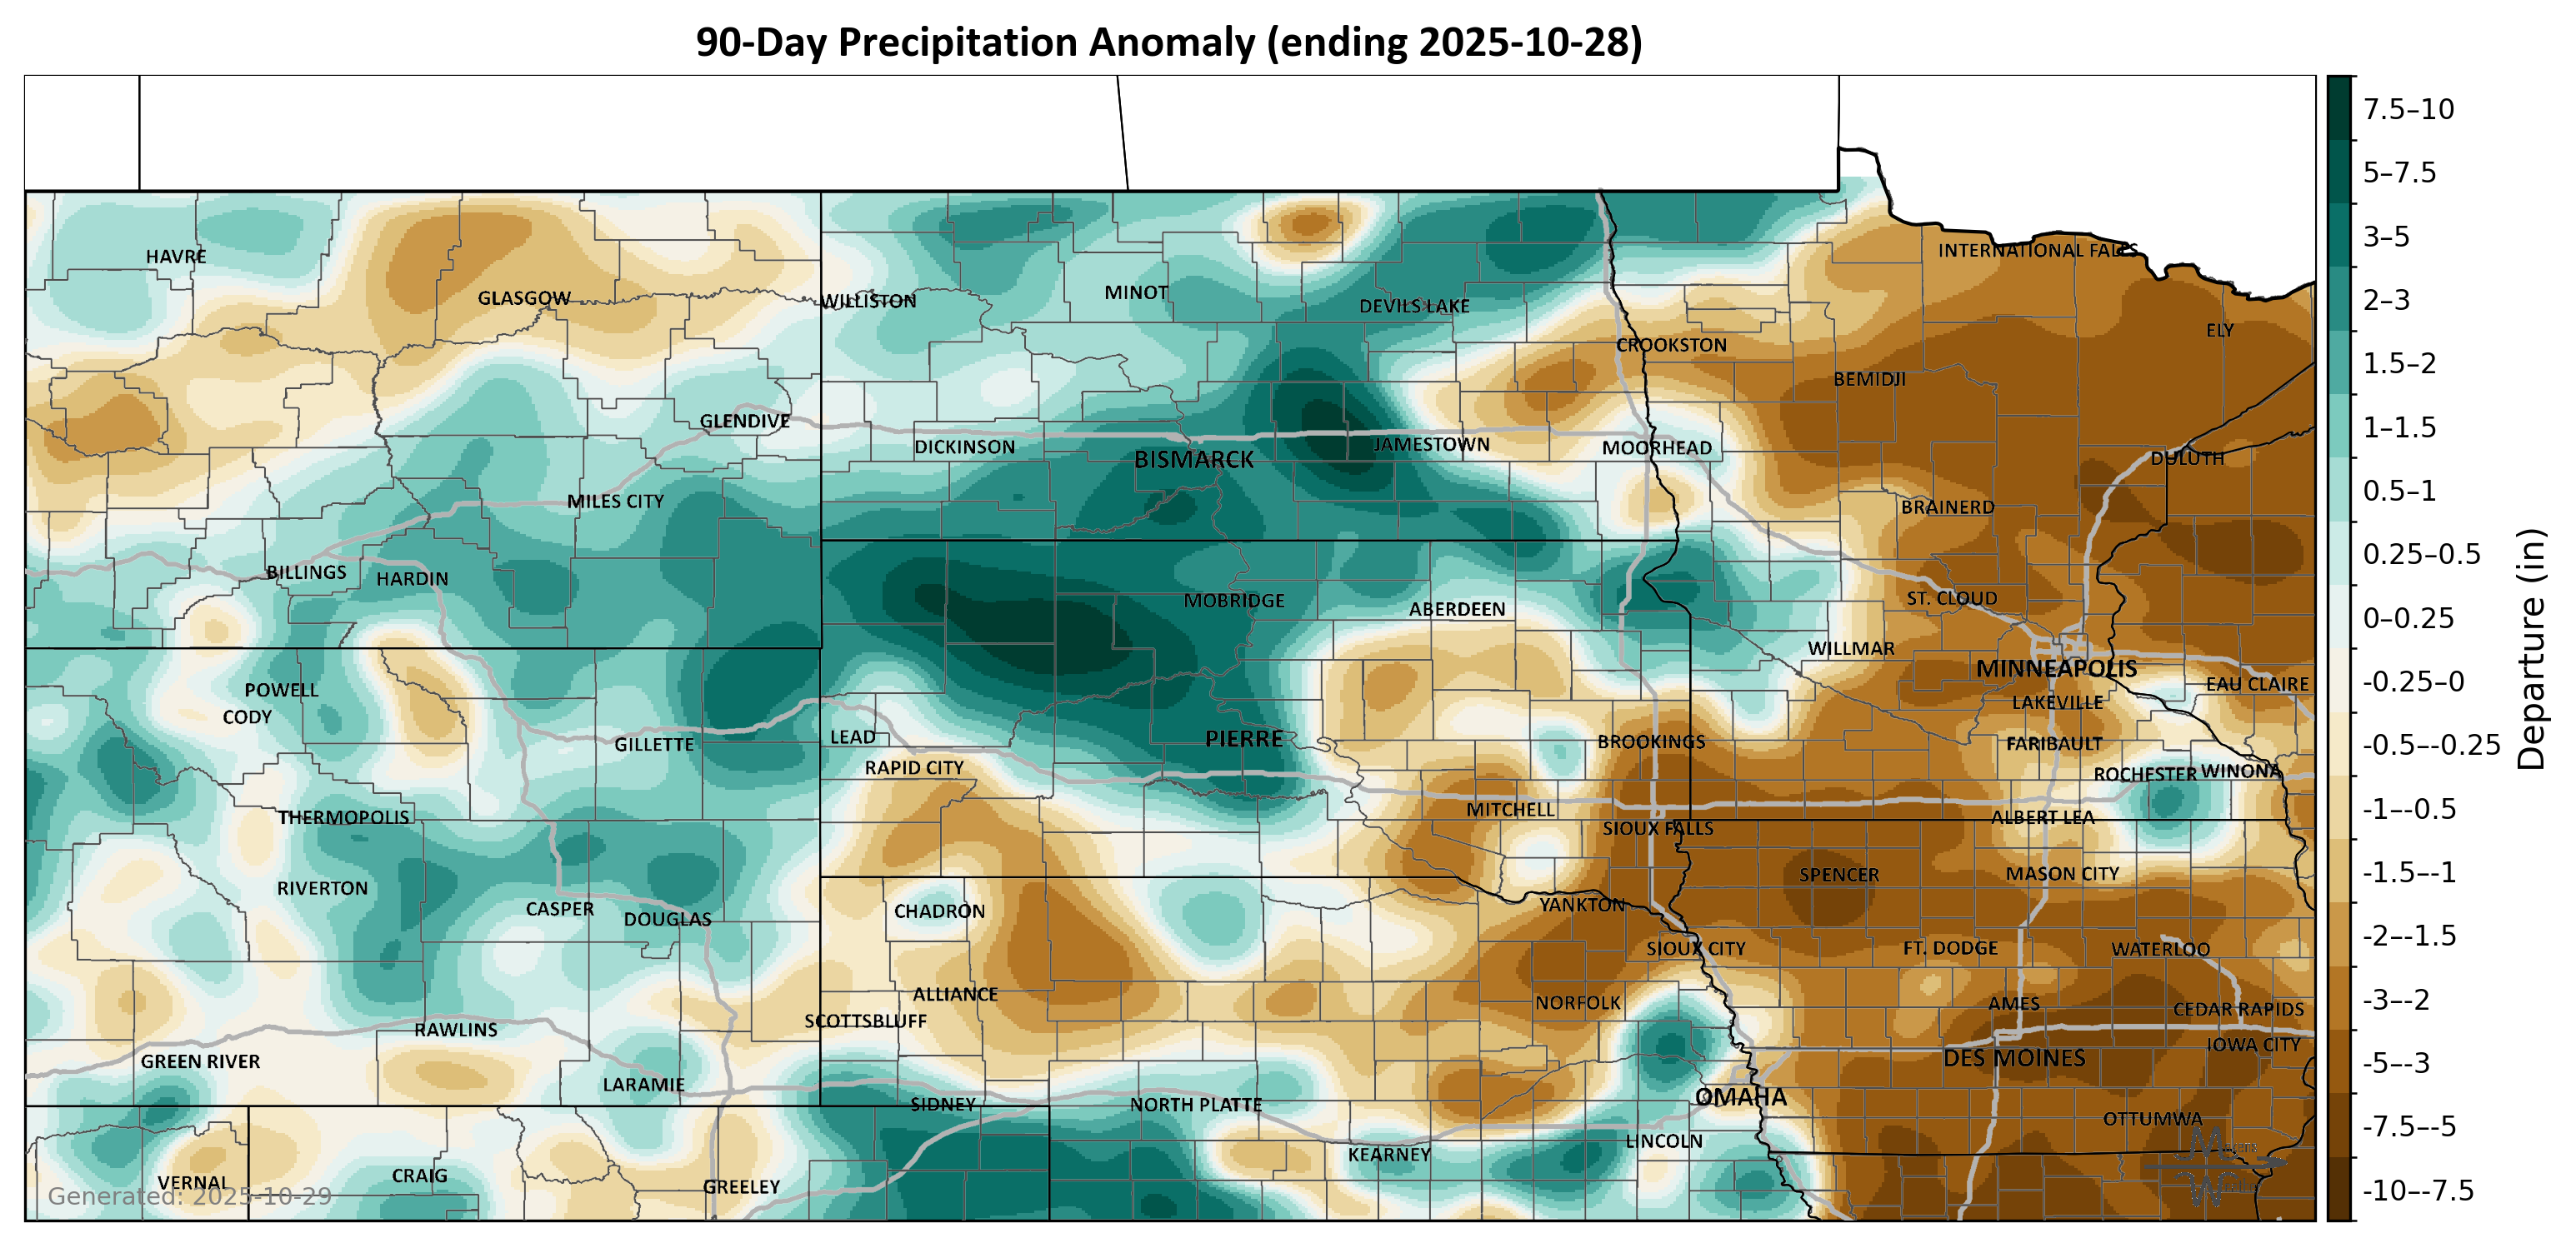 90-Day Precipitation Anomaly (ending 2025-10-28)
HAVRE
INTERNATIONAL FALLS
GLASGOW
WILLISTON
MINOT
DEVILS LAKE
ELY
CROOKSTON
BEMIDJI
GLENDIVE
DICKINSON
BISMARCK
JAMESTOWN
MOORHEAD
DULUTH
MILES CITY
BRAINERD
BILLINGS
HARDIN
MOBRIDGE
ABERDEEN
ST. CLOUD
WILLMAR
MINNEAPOLIS
EAU CLAIRE
POWELL
CODY
LAKEVILLE
GILLETTE
LEAD
PIERRE
BROOKINGS
FARIBAULT
RAPID CITY
ROCHESTER
WINONA
THERMOPOLIS
MITCHELL
SIOUX FALLS
ALBERT LEA
RIVERTON
SPENCER
MASON CITY
CASPER
DOUGLAS
CHADRON
YANKTON
SIOUX CITY
FT. DODGE
WATERLOO
ALLIANCE
NORFOLK
AMES
CEDAR RAPIDS
SCOTTSBLUFF
RAWLINS
GREEN RIVER
DES MOINES
IOWA CITY
LARAMIE
SIDNEY
NORTH PLATTE
OMAHA
OTTUMWA
LINCOLN
KEARNEY
VERNAL
CRAIG
GREELEY
Generated: 2025-10-29
7.5–10
5–7.5
3–5
2–3
1.5–2
1–1.5
0.5–1
0.25–0.5
0–0.25
-0.25–0
-0.5–-0.25
-1–-0.5
-1.5–-1
-2–-1.5
-3–-2
-5–-3
-7.5–-5
-10–-7.5
Departure (in)